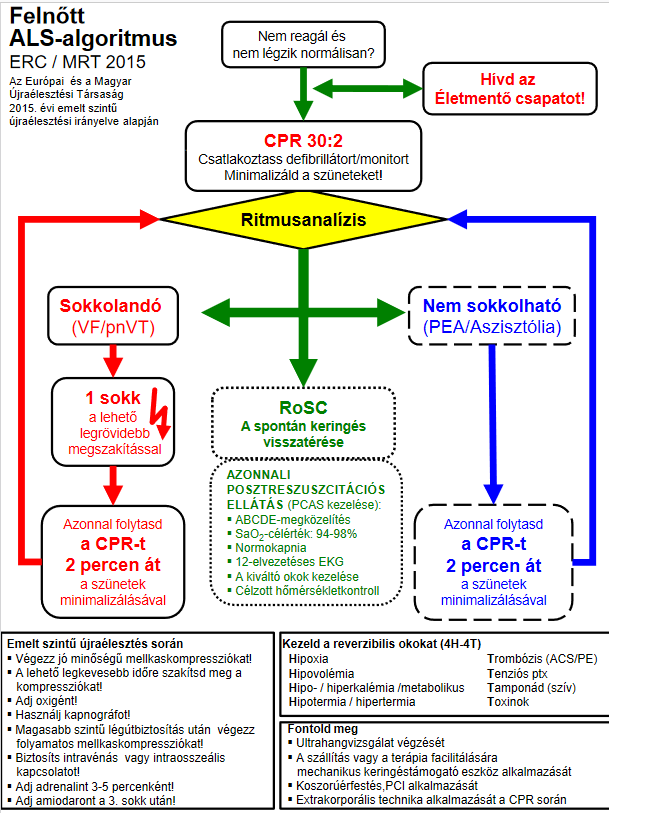 Felnőtt
ALS-algoritmus
ERC / MRT 2015
Az Európai és a Magyar
Újraélesztési Társaság
2015. évi emelt szintű
újraélesztési irányelve alapján
Nem reagál és
nem légzik normálisan?
Hívd az
Életmentő csapatot!
CPR 30:2
Csatlakoztass defibrillátort/monitort
Minimalizáld a szüneteket!
Ritmusanalízis
Sokkolandó
(VF/pnVT)
1 sokk
a lehető
legrövidebb
megszakítással
Azonnal folytasd
a CPR-t
2 percen át
a szünetek
minimalizálásával
RoSC
A spontán keringés
visszatérése
AZONNALI
POSZTRESZUSZCITÁCIÓS
ELLÁTÁS (PCAS kezelése):
▪ ABCDE-megközelítés
▪ SaO₂-célérték: 94-98%
▪ Normokapnia
▪ 12-elvezetéses EKG
▪ A kiváltó okok kezelése
▪ Célzott hőmérsékletkontroll
Nem sokkolható
(PEA/Aszisztólia)
Azonnal folytasd
a CPR-t
2 percen át
a szünetek
minimalizálásával
Emelt szintű újraélesztés során
▪ Végezz jó minőségű mellkaskompressziókat!
▪ A lehető legkevesebb időre szakítsd meg a
kompressziókat!
▪ Adj oxigént!
▪ Használj kapnográfot!
▪ Magasabb szintű légútbiztosítás után végezz
folyamatos mellkaskompressziókat!
▪ Biztosíts intravénás vagy intraosszeális
kapcsolatot!
▪ Adj adrenalint 3-5 percenként!
▪ Adj amiodaront a 3. sokk után!
Kezeld a reverzibilis okokat (4H-4T)
Hipoxia
Hipovolémia
Hipo- / hiperkalémia /metabolikus
Hipotermia / hipertermia
Trombózis (ACS/PE)
Tenziós ptx
Tamponád (szív)
Toxinok
Fontold meg
▪ Ultrahangvizsgálat végzését
▪ A szállítás vagy a terápia facilitálására
mechanikus keringéstámogató eszköz alkalmazását
▪ Koszorúérfestés,PCI alkalmazását
▪ Extrakorporális technika alkalmazását a CPR során